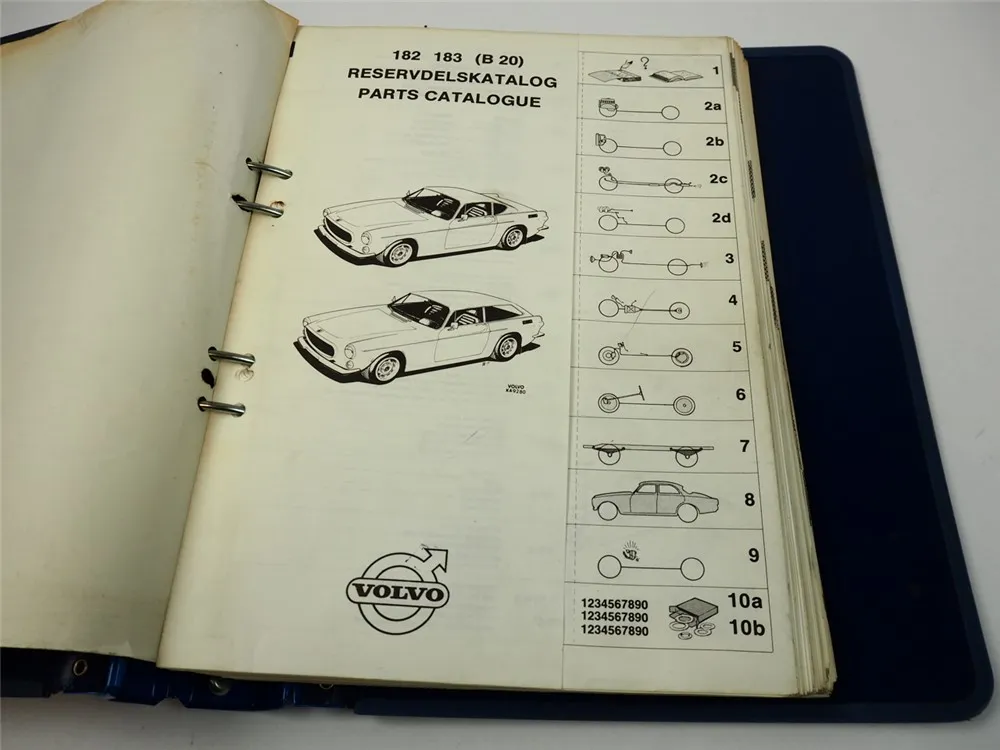 182 183 (B 20)
RESERVDELSKATALOG
PARTS CATALOGUE
VOLVO
VOLVO
1
?
2a
2b
2c
2d
3
4
5
6
7
8
9
1234567890
1234567890
1234567890
10a
10b